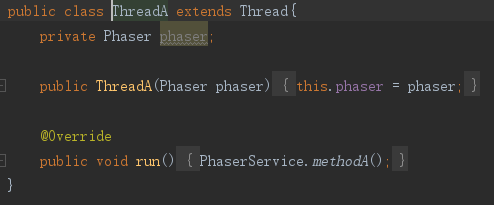 public class ThreadA extends Thread{
private Phaser phaser;
public ThreadA(Phaser phaser) { this.phaser = phaser; }
@Override
public void run() { PhaserService.methodA(); }
}